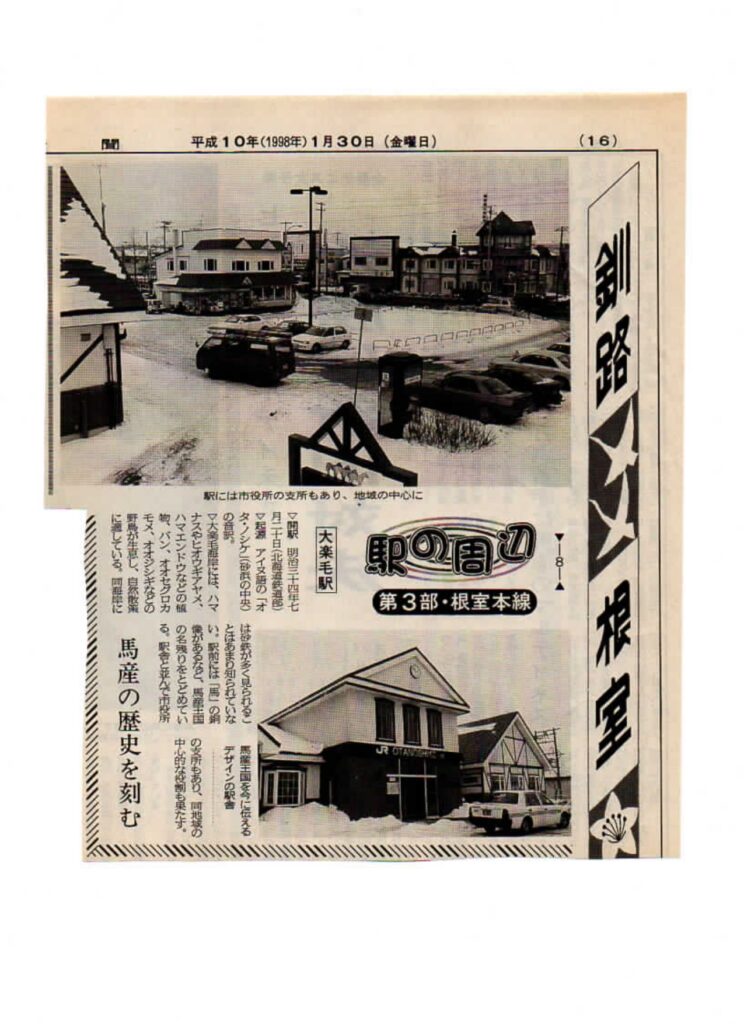 聞
平成10年(1998年)1月30日(金曜日)
(16)
釧路
根室
駅には市役所の支所もあり、地域の中心に
▼─8─▲
駅の周辺
第3部・根室本線
大楽毛駅
▽開駅 明治三十四年七
月二十日(北海道鉄道部)
▽起源 アイヌ語の「オ
タ・ノシケ」(砂浜の中央)
の音訳。
▽大楽毛海岸には、ハマ
ナスやヒオウギアヤメ、
ハマエンドウなどの植
物、バン、オオセグロカ
モメ、オオジシギなどの
野鳥が生息し、自然散策
に適している。同海岸に
は砂鉄が多く見られるこ
とはあまり知られていな
い。駅前には「馬」の銅
像があるなど、馬産王国
の名残りをとどめてい
る。駅舎と並んで市役所
の支所もあり、同地域の
中心的な役割も果たす。
馬産の歴史を刻む
馬産王国を今に伝える
デザインの駅舎
JR OTANOSHIKE